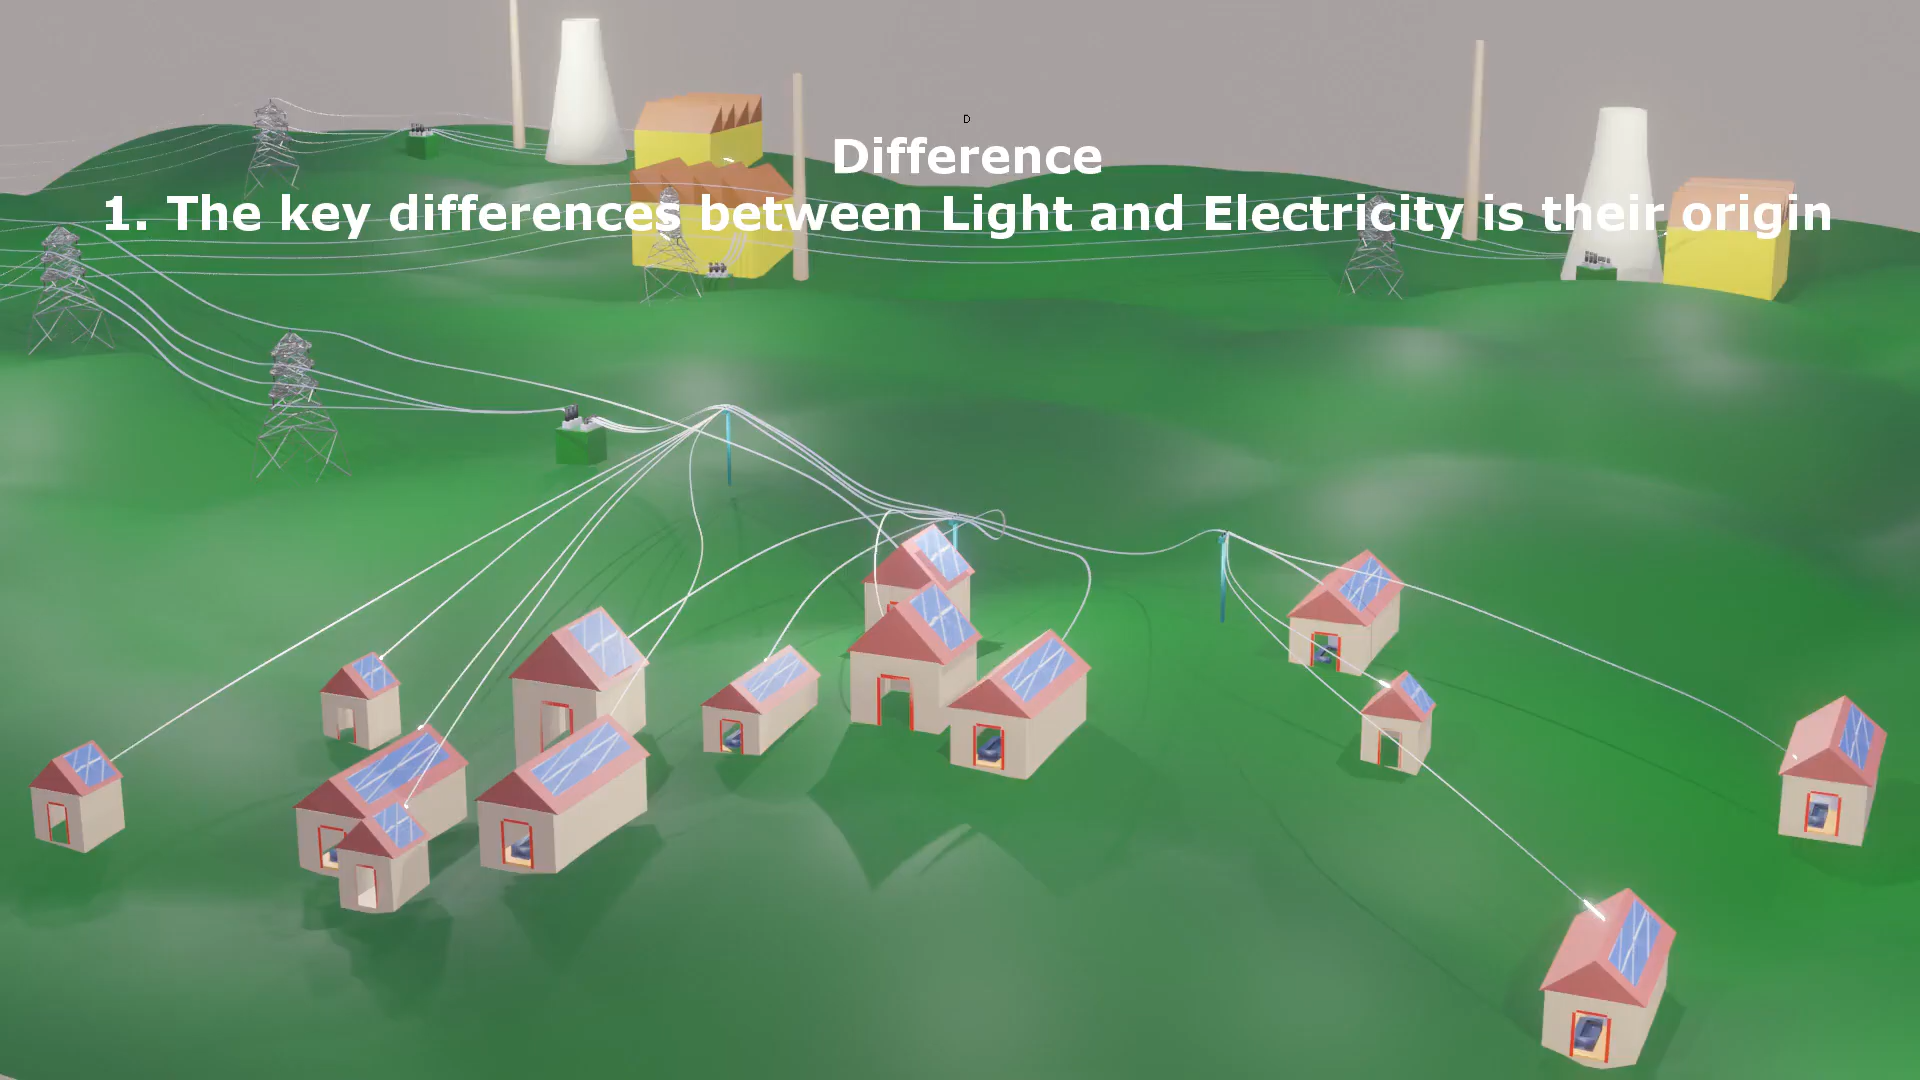 D
Difference
1. The key differences between Light and Electricity is their origin